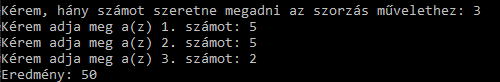 Kérem, hány számot szeretne megadni az szorzás művelethez: 3
Kérem adja meg a(z) 1. számot: 5
Kérem adja meg a(z) 2. számot: 5
Kérem adja meg a(z) 3. számot: 2
Eredmény: 50